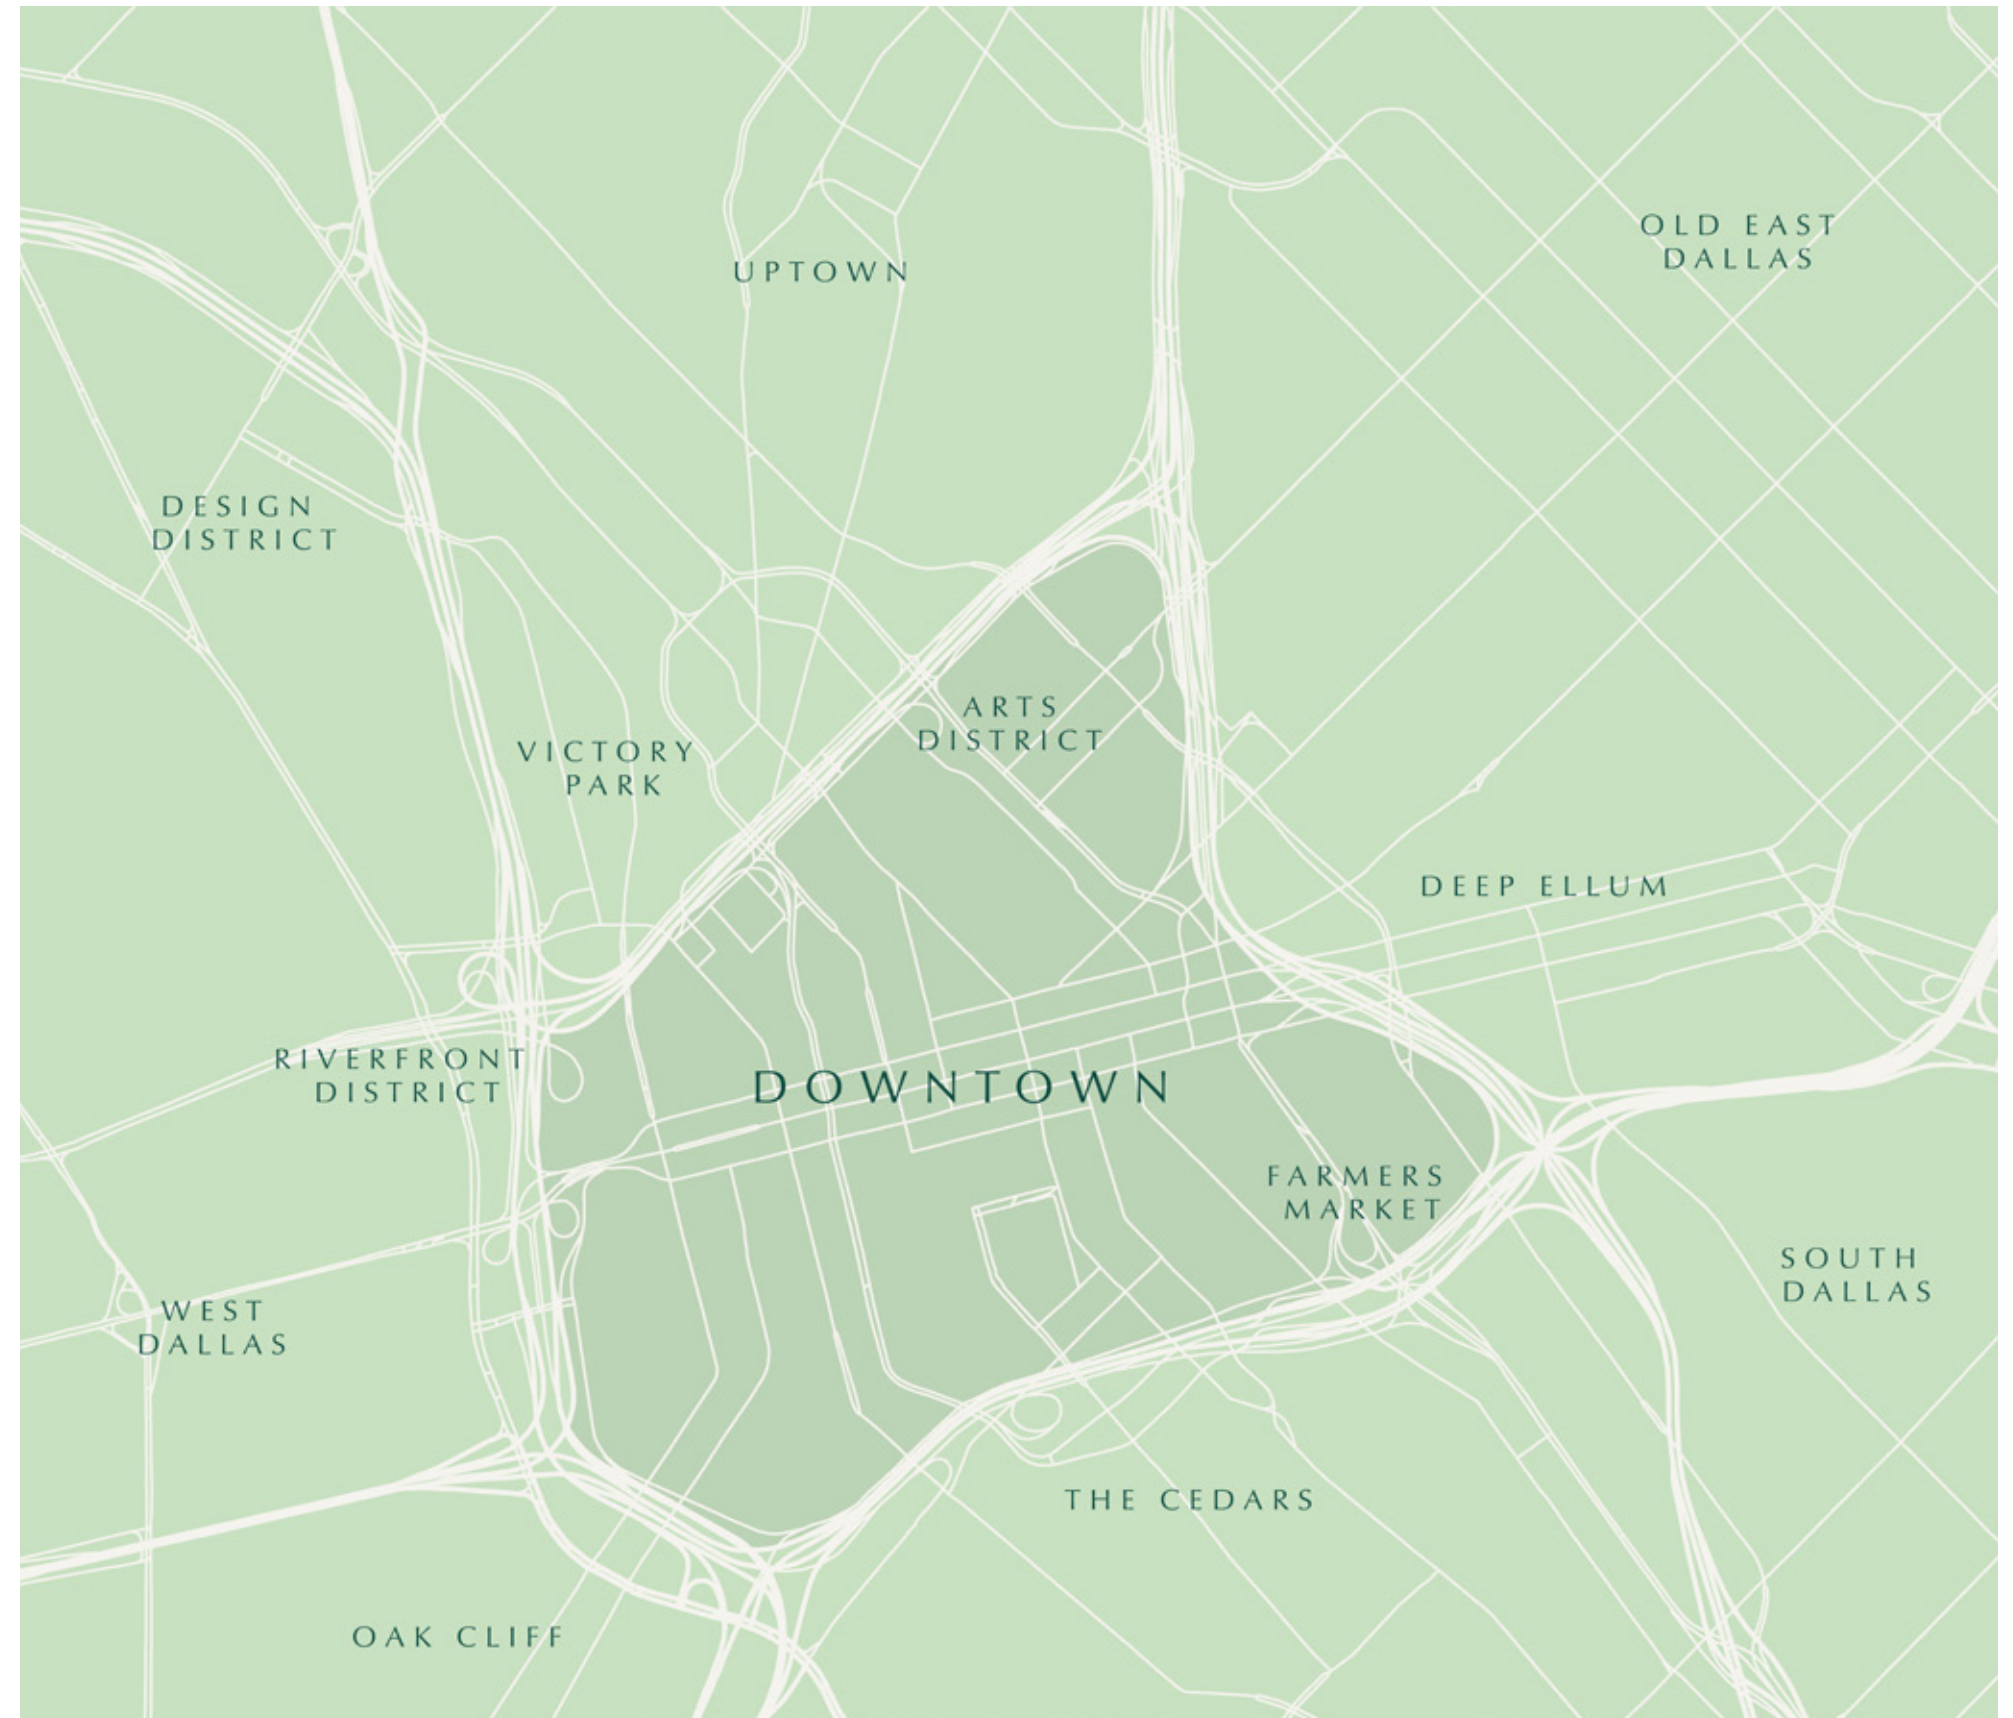 OLD EAST
DALLAS
UPTOWN
DESIGN
DISTRICT
ARTS
DISTRICT
VICTORY
PARK
DEEP ELLUM
RIVERFRONT
DISTRICT
DOWNTOWN
FARMERS
MARKET
SOUTH
DALLAS
WEST
DALLAS
THE CEDARS
OAK CLIFF